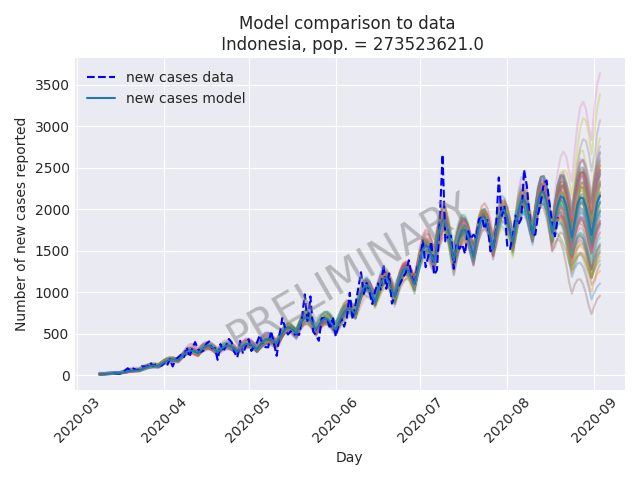 Model comparison to data
Indonesia, pop. = 273523621.0
new cases data
new cases model
Number of new cases reported
3500
3000
2500
2000
1500
1000
500
0
PRELIMINARY
2020-03
2020-04
2020-05
2020-06
2020-07
2020-08
2020-09
Day